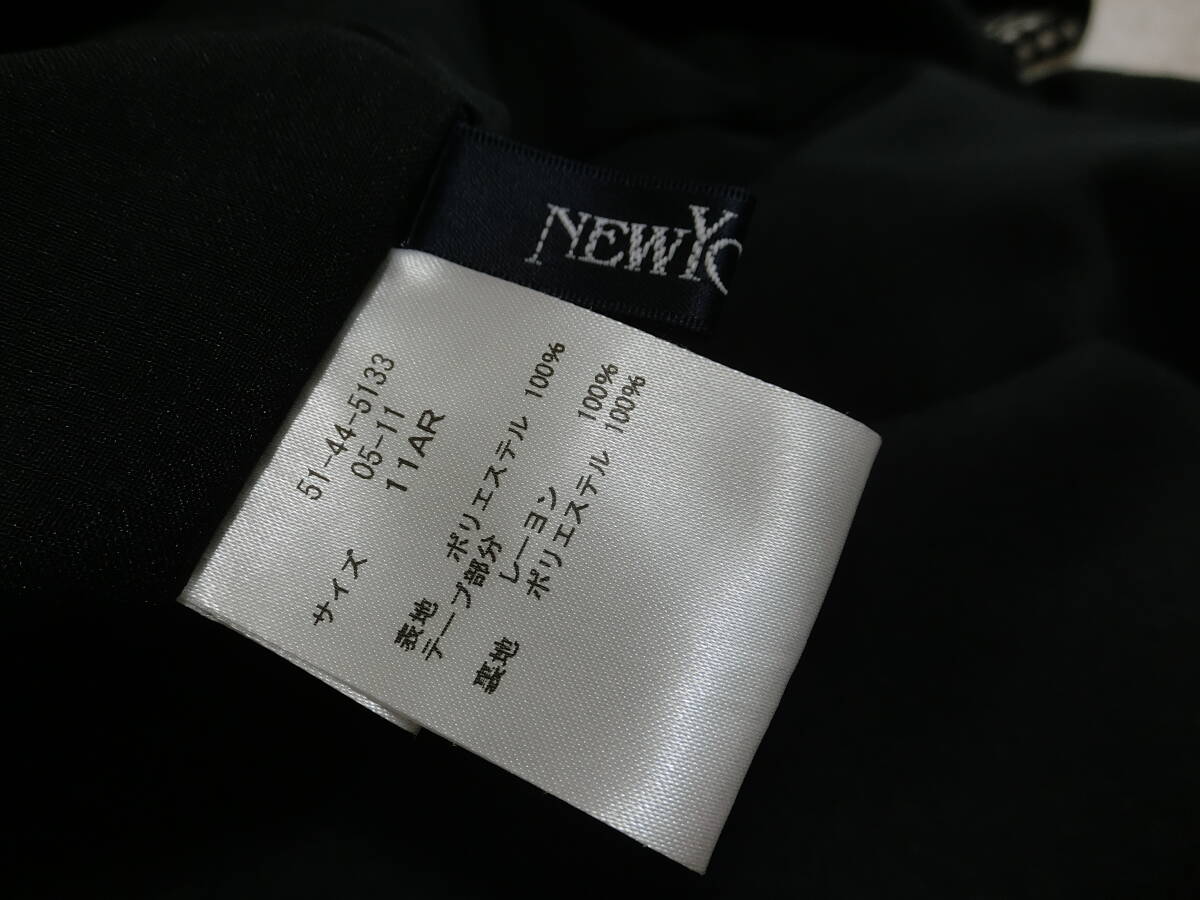 NEWYO
51-44-5133
05-11
サイズ 11AR
表地 ポリエステル 100%
テープ部分
レーヨン 100%
裏地 ポリエステル 100%